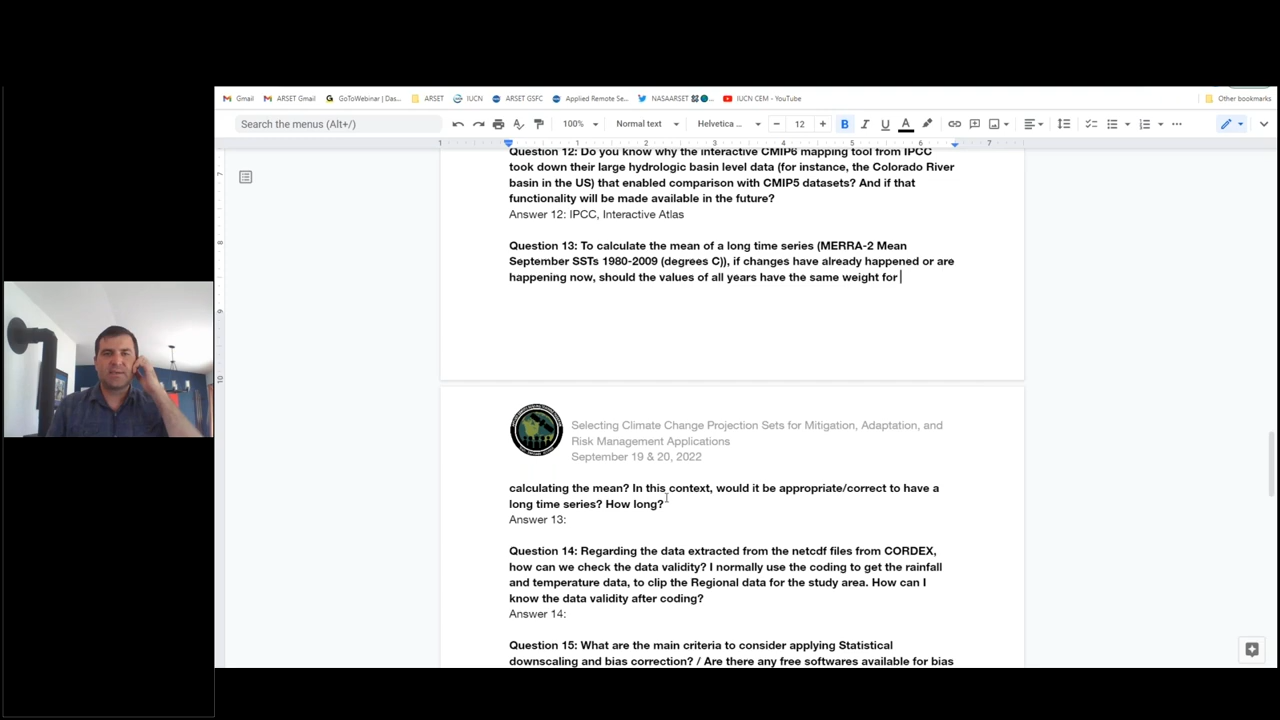 Gmail ARSET Gmail GoToWebinar | Das... ARSET IUCN ARSET GSFC Applied Remote Se... NASAARSET IUCN CEM - YouTube Other bookmarks
Search the menus (Alt+/) 100% Normal text Helvetica ... 12 B I U A
1 1 2 3 4 5 6 7
Question 12: Do you know why the interactive CMIP6 mapping tool from IPCC
took down their large hydrologic basin level data (for instance, the Colorado River
basin in the US) that enabled comparison with CMIP5 datasets? And if that
functionality will be made available in the future?
Answer 12: IPCC, Interactive Atlas
Question 13: To calculate the mean of a long time series (MERRA-2 Mean
September SSTs 1980-2009 (degrees C)), if changes have already happened or are
happening now, should the values of all years have the same weight for
Selecting Climate Change Projection Sets for Mitigation, Adaptation, and
Risk Management Applications
September 19 & 20, 2022
calculating the mean? In this context, would it be appropriate/correct to have a
long time series? How long?
Answer 13:
Question 14: Regarding the data extracted from the netcdf files from CORDEX,
how can we check the data validity? I normally use the coding to get the rainfall
and temperature data, to clip the Regional data for the study area. How can I
know the data validity after coding?
Answer 14:
Question 15: What are the main criteria to consider applying Statistical
downscaling and bias correction? / Are there any free softwares available for bias